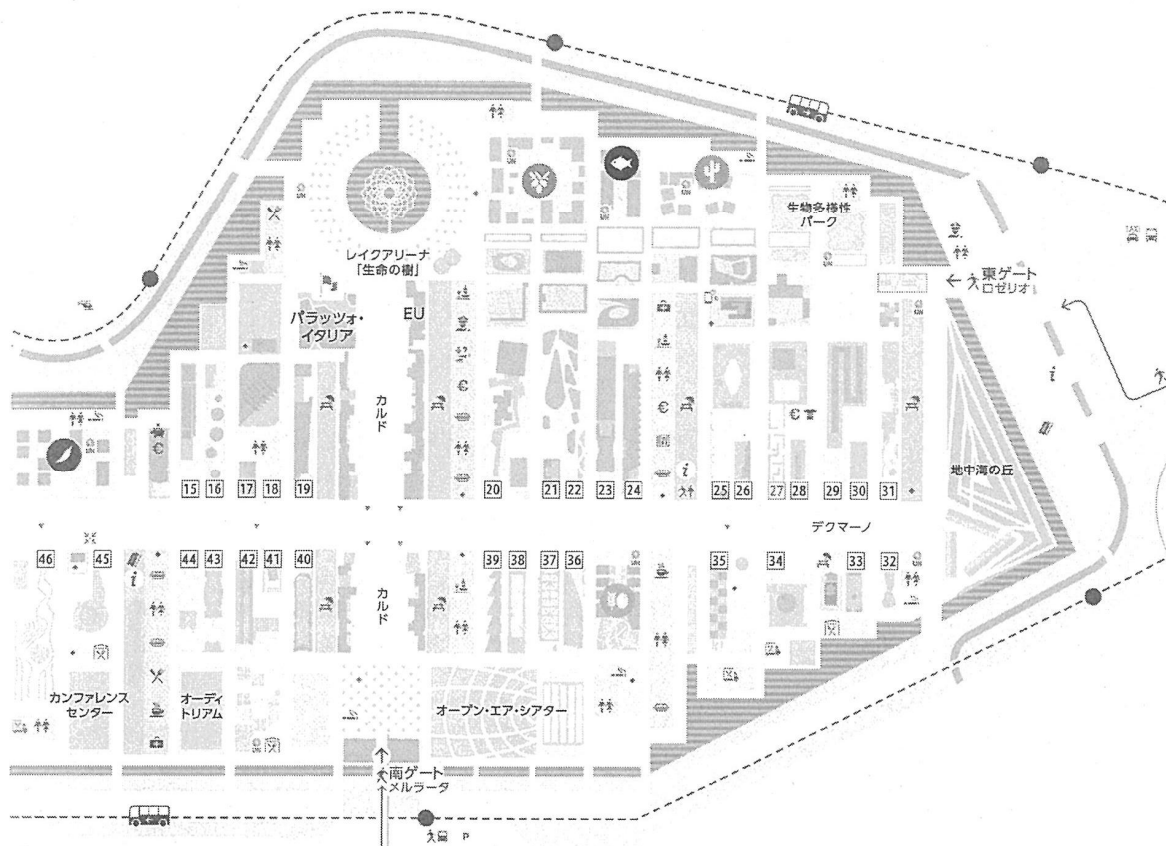 生物多様性
パーク
TAXI
レイクアリーナ
「生命の樹」
東ゲート
ロゼリオ
パラッツォ・
イタリア
EU
カルド
地中海の丘
15 16 17 18 19 20 21 22 23 24 25 26 27 28 29 30 31
デクマーノ
46 45 44 43 42 41 40 39 38 37 36 35 34 33 32
カルド
カンファレンス
センター
オーディ
トリアム
オープン・エア・シアター
南ゲート
メルラータ
P